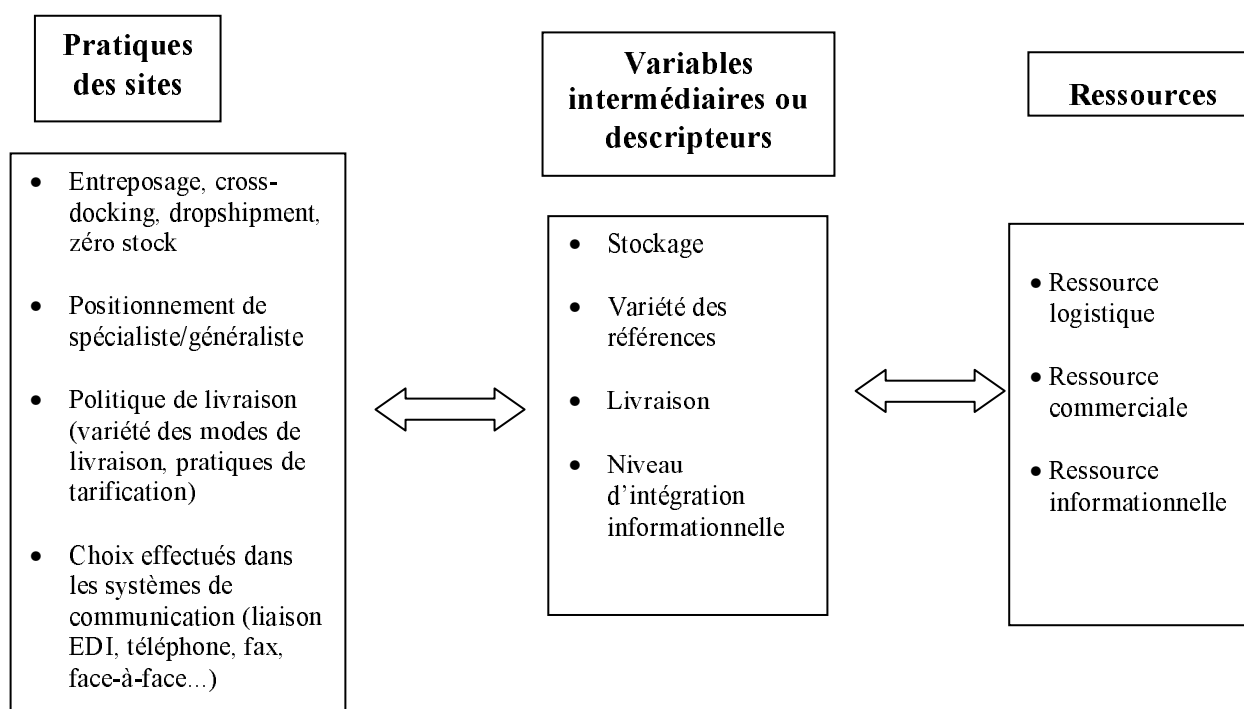 Pratiques
des sites
• Entreposage, cross-
docking, dropshipment,
zéro stock
• Positionnement de
spécialiste/généraliste
• Politique de livraison
(variété des modes de
livraison, pratiques de
tarification)
• Choix effectués dans
les systèmes de
communication (liaison
EDI, téléphone, fax,
face-à-face...)
Variables
intermédiaires ou
descripteurs
• Stockage
• Variété des
références
• Livraison
• Niveau
d'intégration
informationnelle
Ressources
• Ressource
logistique
• Ressource
commerciale
• Ressource
informationnelle